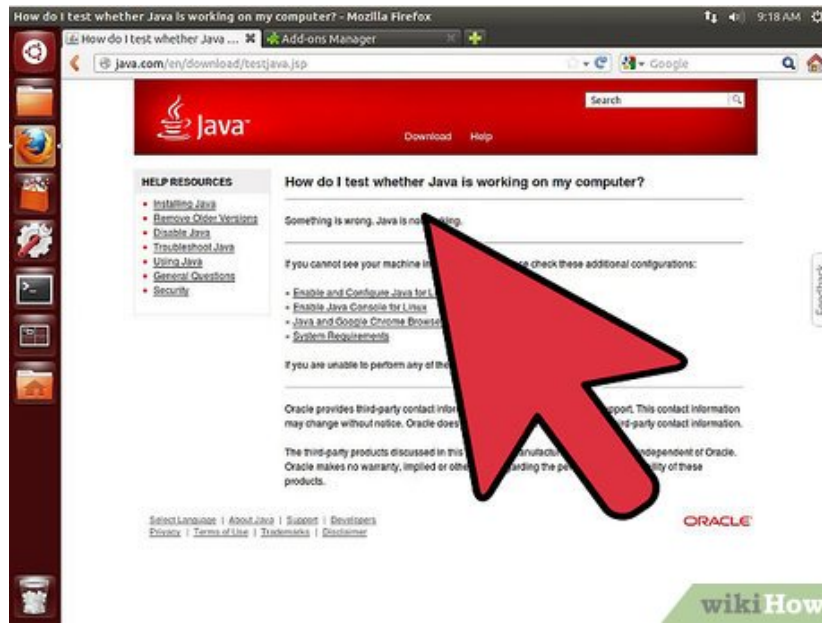 How do I test whether Java is working on my computer? - Mozilla Firefox
9:18 AM
How do I test whether Java ...
Add-ons Manager
java.com/en/download/testjava.jsp
Google
Java
Search
Download Help
HELP RESOURCES
Installing Java
Remove Older Versions
Disable Java
Troubleshoot Java
Using Java
General Questions
Security
How do I test whether Java is working on my computer?
Something is wrong. Java is not working.
If you cannot see your machine check these additional configurations:
Enable and Configure Java for
Enable Java Console for Linux
Java and Google Chrome Browser
System Requirements
If you are unable to perform any of the
Oracle provides third-party contact support. This contact information
may change without notice. Oracle does third-party contact information.
The third-party products discussed in this independent of Oracle.
Oracle makes no warranty, implied or regarding the of these
products.
Feedback
Select Language | About Java | Support | Developers
Privacy | Terms of Use | Trademarks | Disclaimer
ORACLE
wikiHow